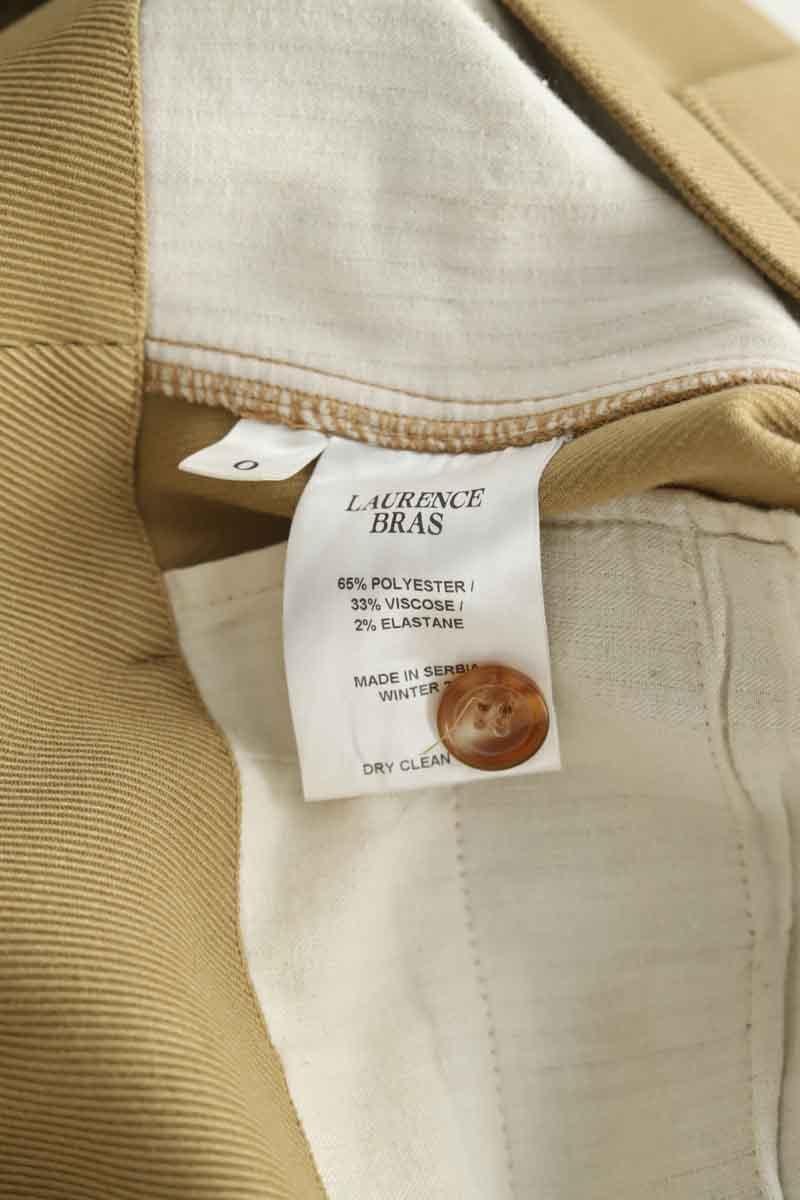 0
LAURENCE
BRAS
65% POLYESTER /
33% VISCOSE /
2% ELASTANE
MADE IN SERBIA
WINTER
DRY CLEAN